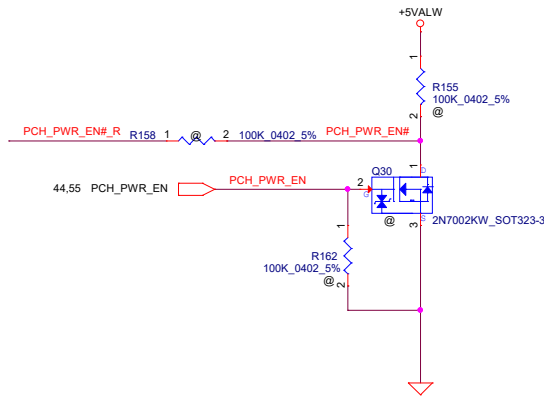 +5VALW
1
R155
100K_0402_5%
2
@
PCH_PWR_EN#_R
R158
1
@
2
100K_0402_5%
PCH_PWR_EN#
Q30
1
D
44,55
PCH_PWR_EN
PCH_PWR_EN
2
G
@
S
3
2N7002KW_SOT323-3
1
R162
100K_0402_5%
@
2